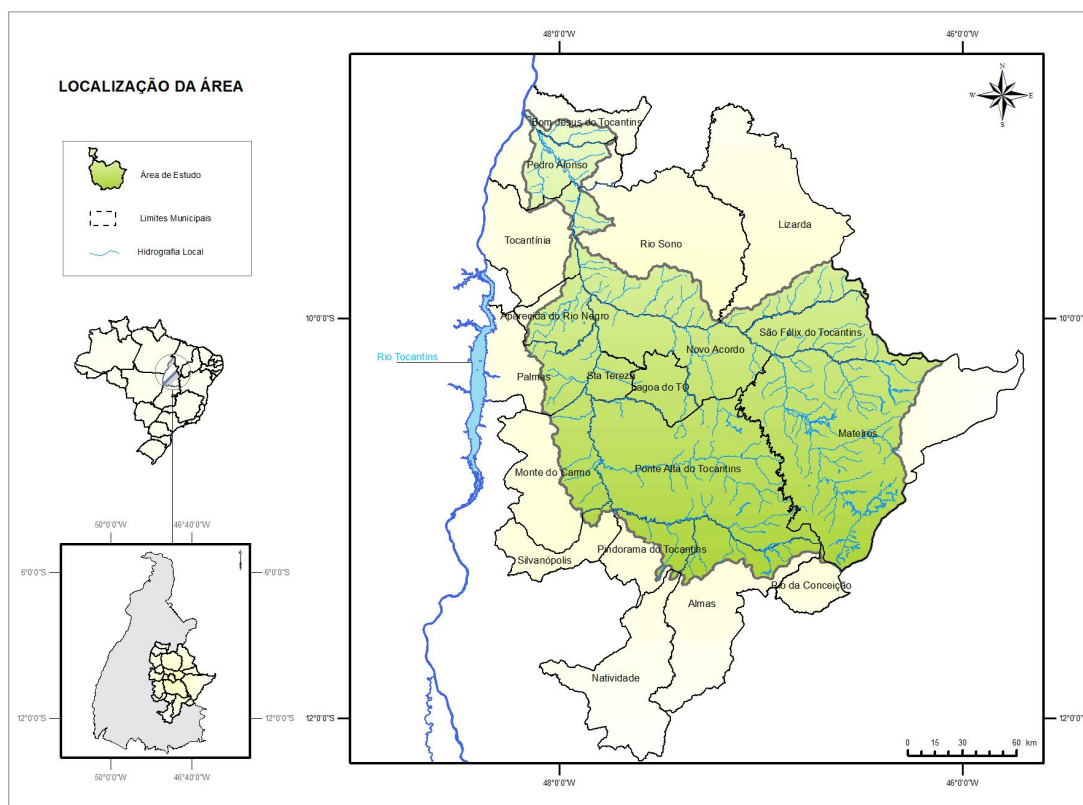 LOCALIZAÇÃO DA ÁREA
Área de Estudo
Limites Municipais
Hidrografia Local
48°0'0"W
46°0'0"W
N
W
E
S
Bom Jesus do Tocantins
Pedro Afonso
Lizarda
Tocantínia
Rio Sono
10°0'0"S
10°0'0"S
Aparecida do Rio Negro
São Félix do Tocantins
Novo Acordo
Rio Tocantins
Palmas
Sta Tereza
Lagoa do TO
Mateiros
Monte do Carmo
Ponte Alta do Tocantins
Pindorama do Tocantins
Silvanópolis
Rio da Conceição
Almas
Natividade
50°0'0"W
46°40'0"W
6°0'0"S
6°0'0"S
12°0'0"S
12°0'0"S
50°0'0"W
46°40'0"W
12°0'0"S
12°0'0"S
0 15 30 60 km
48°0'0"W
46°0'0"W